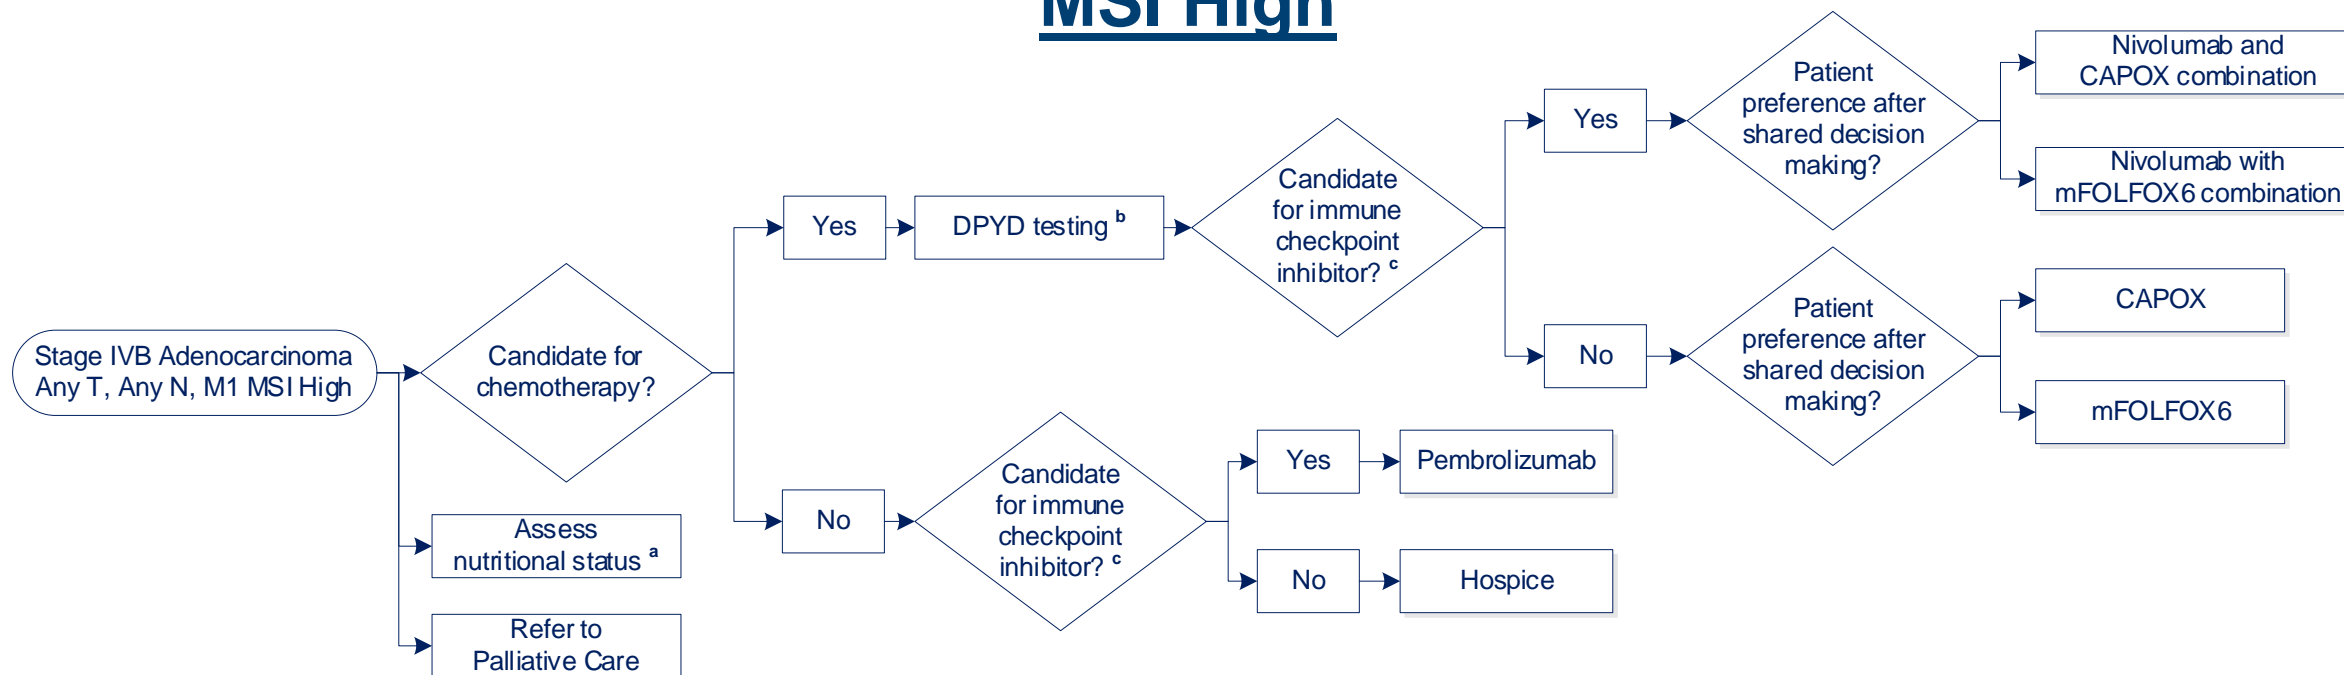 MSI High
Stage IVB Adenocarcinoma
Any T, Any N, M1 MSI High
Candidate for
chemotherapy?
Assess
nutritional status a
Refer to
Palliative Care
Yes
DPYD testing b
Candidate
for immune
checkpoint
inhibitor? c
Yes
Patient
preference after
shared decision
making?
Nivolumab and
CAPOX combination
Nivolumab with
mFOLFOX6 combination
No
Patient
preference after
shared decision
making?
CAPOX
mFOLFOX6
No
Candidate
for immune
checkpoint
inhibitor? c
Yes
Pembrolizumab
No
Hospice